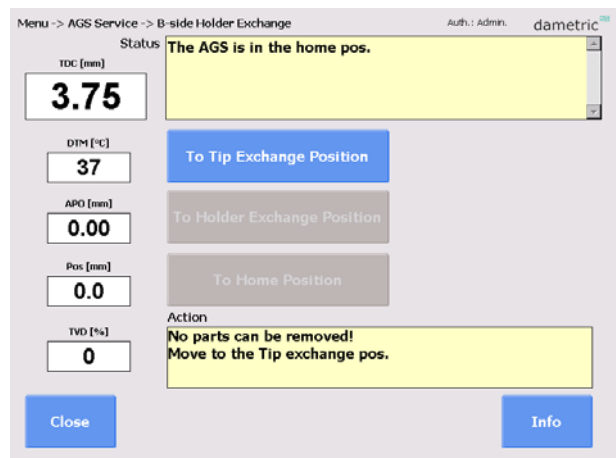 Menu -> AGS Service -> B-side Holder Exchange
Auth.: Admin.
dametric
Status
The AGS is in the home pos.
TDC [mm]
3.75
DTM [°C]
37
To Tip Exchange Position
APO [mm]
0.00
To Holder Exchange Position
Pos [mm]
0.0
To Home Position
TVD [%]
0
Action
No parts can be removed!
Move to the Tip exchange pos.
Close
Info